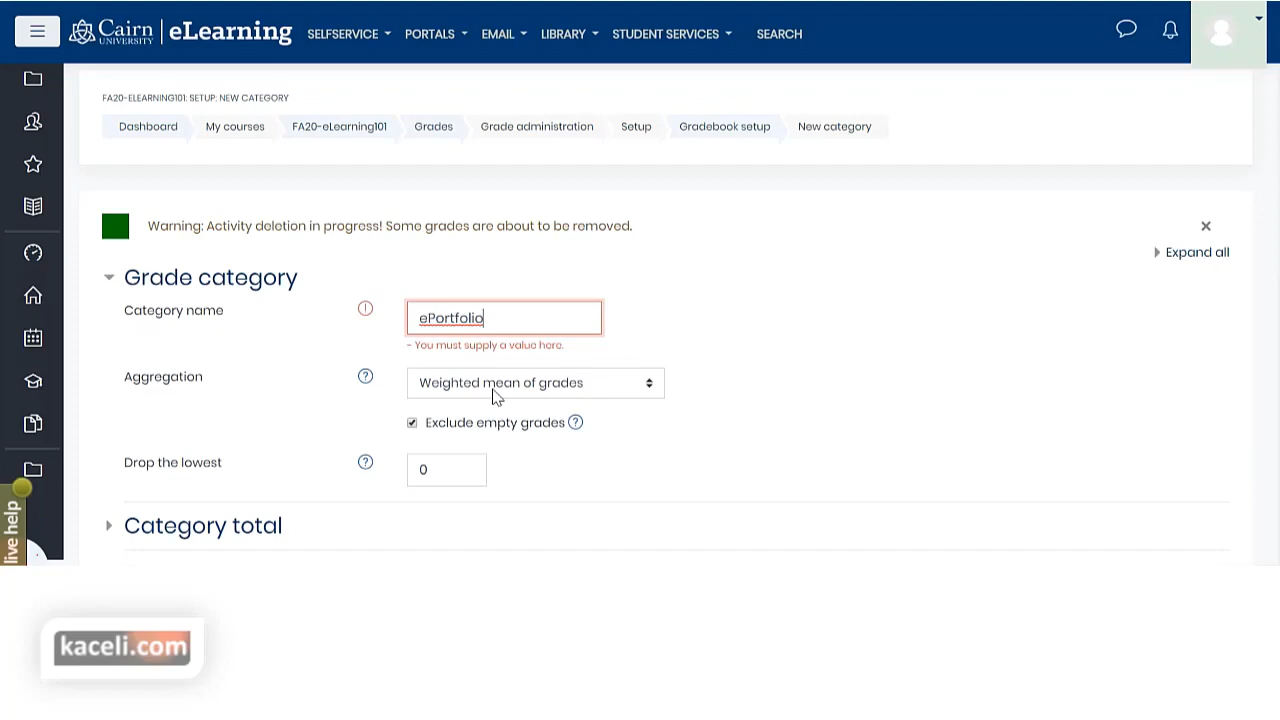 Cairn UNIVERSITY eLearning SELFSERVICE PORTALS EMAIL LIBRARY STUDENT SERVICES SEARCH
FA20-ELEARNING101: SETUP: NEW CATEGORY
Dashboard My courses FA20-eLearning101 Grades Grade administration Setup Gradebook setup New category
Warning: Activity deletion in progress! Some grades are about to be removed. ×
Expand all
Grade category
Category name ePortfolio
- You must supply a value here.
Aggregation ? Weighted mean of grades
Exclude empty grades ?
Drop the lowest ? 0
Category total
live help
kaceli.com